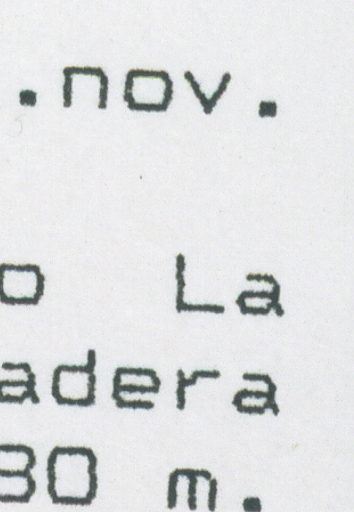 .nov.
o La
adera
30 m.